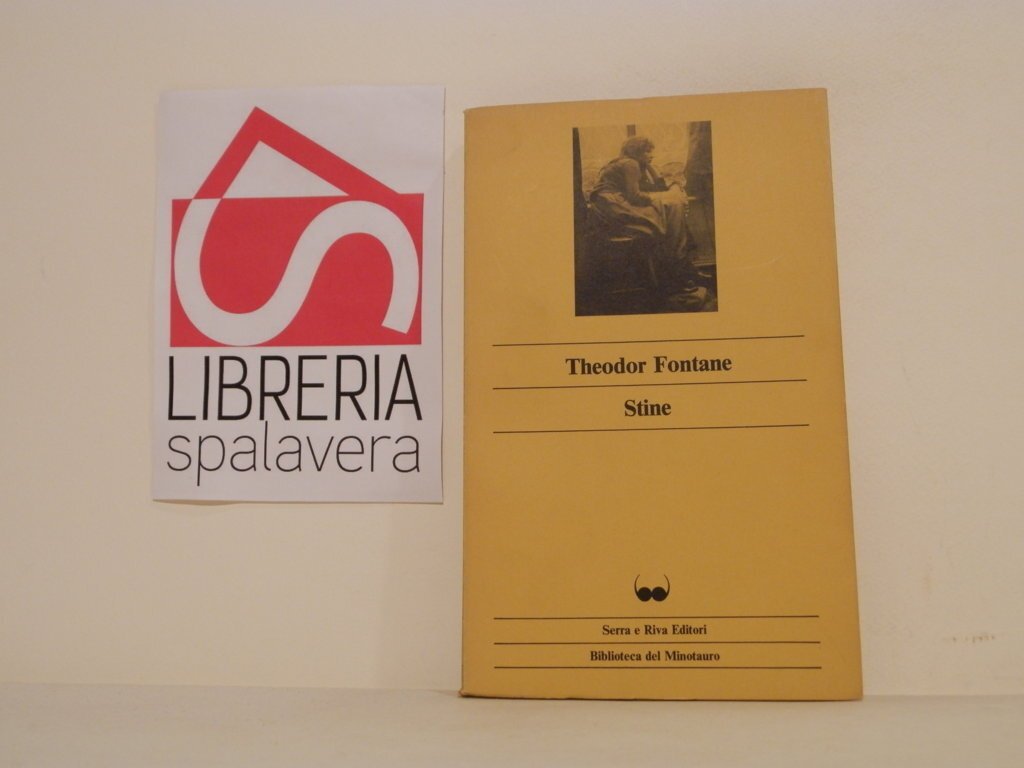 LIBRERIA
spalavera
Theodor Fontane
Stine
Serra e Riva Editori
Biblioteca del Minotauro